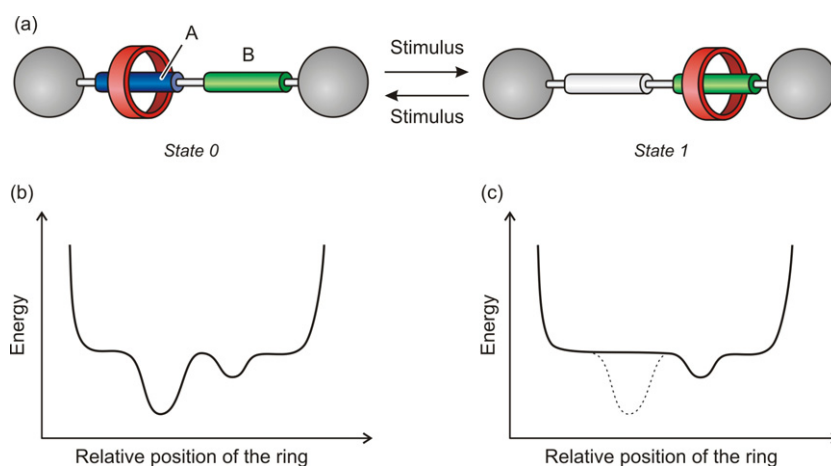 (a)
A
B
Stimulus
Stimulus
State 0
State 1
(b)
Energy
Relative position of the ring
(c)
Energy
Relative position of the ring